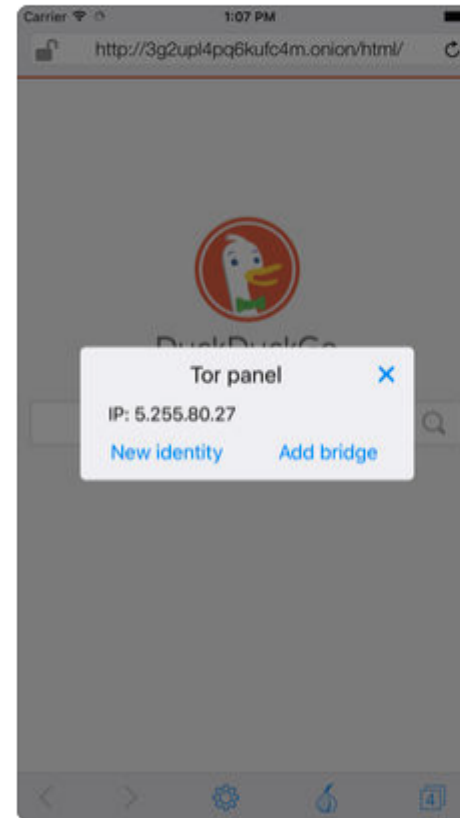 Carrier 1:07 PM
http://3g2upl4pq6kufc4m.onion/html/
DuckDuckGo
Tor panel
IP: 5.255.80.27
New identity Add bridge
4